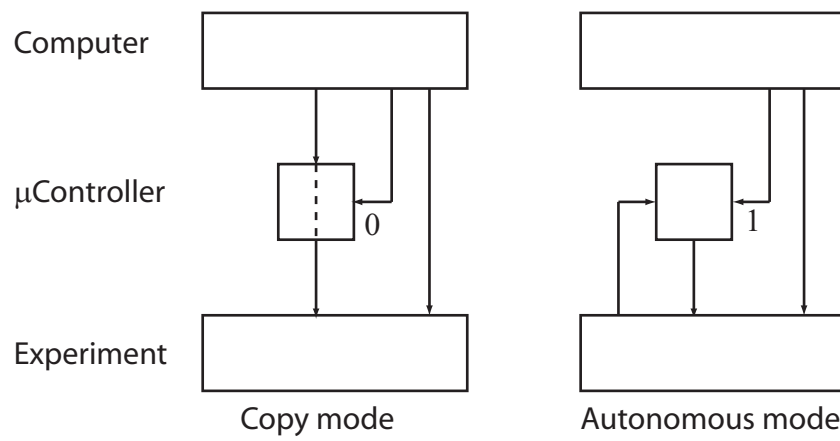 Computer
μController
0
1
Experiment
Copy mode
Autonomous mode